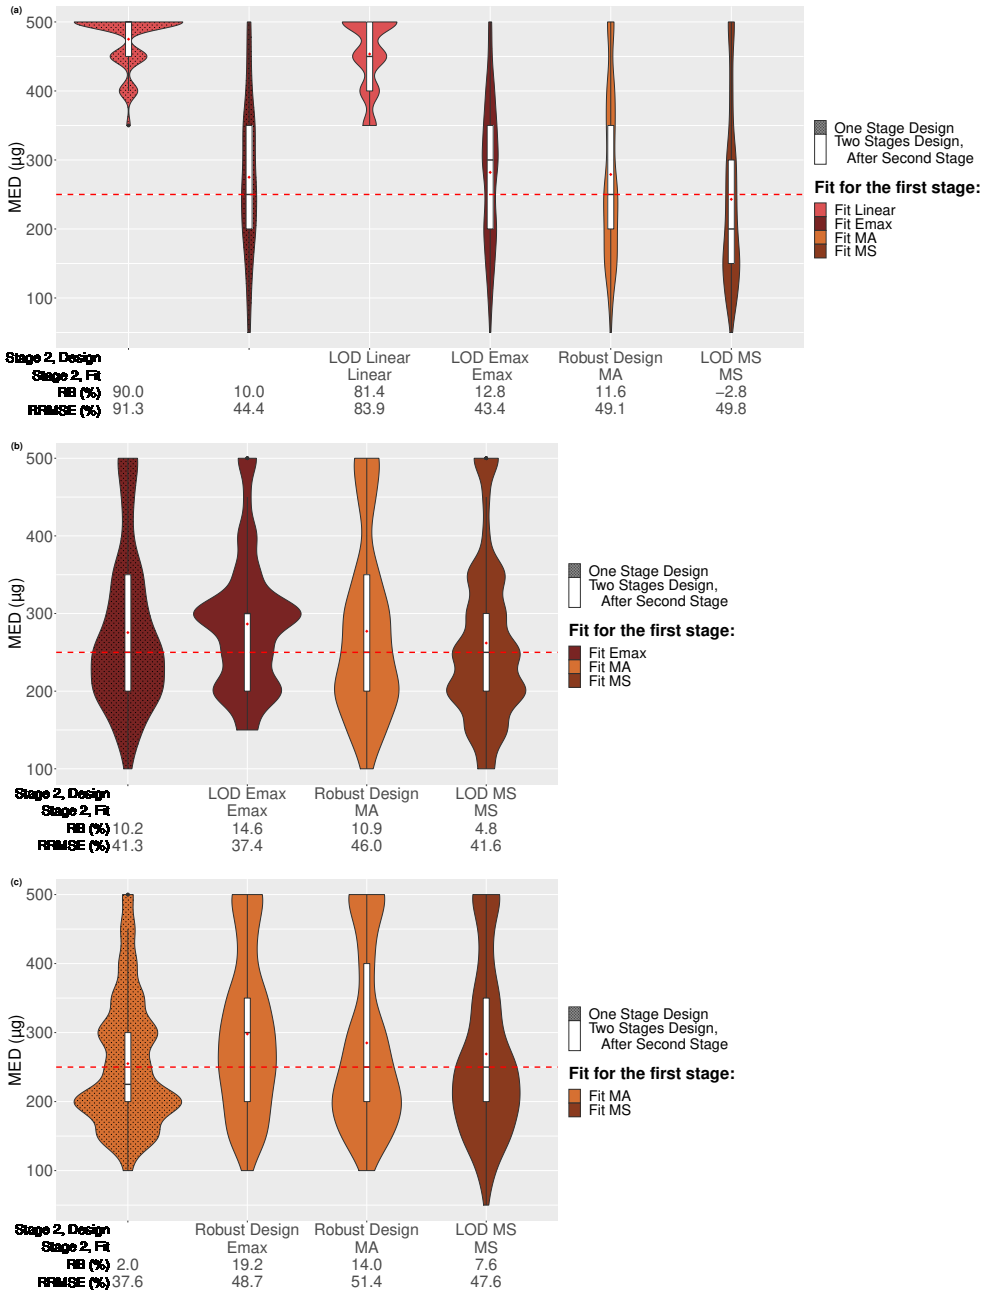 (a)
500
400
300
200
100
MED (µg)
One Stage Design
Two Stages Design,
After Second Stage
Fit for the first stage:
Fit Linear
Fit Emax
Fit MA
Fit MS
Stage 2, Design LOD Linear LOD Emax Robust Design LOD MS
Stage 2, Fit Linear Emax MA MS
RB (%) 90.0 10.0 81.4 12.8 11.6 −2.8
RRMSE (%) 91.3 44.4 83.9 43.4 49.1 49.8
(b)
500
400
300
200
100
MED (µg)
One Stage Design
Two Stages Design,
After Second Stage
Fit for the first stage:
Fit Emax
Fit MA
Fit MS
Stage 2, Design LOD Emax Robust Design LOD MS
Stage 2, Fit Emax MA MS
RB (%) 10.2 14.6 10.9 4.8
RRMSE (%) 41.3 37.4 46.0 41.6
(c)
500
400
300
200
100
MED (µg)
One Stage Design
Two Stages Design,
After Second Stage
Fit for the first stage:
Fit MA
Fit MS
Stage 2, Design Robust Design Robust Design LOD MS
Stage 2, Fit Emax MA MS
RB (%) 2.0 19.2 14.0 7.6
RRMSE (%) 37.6 48.7 51.4 47.6